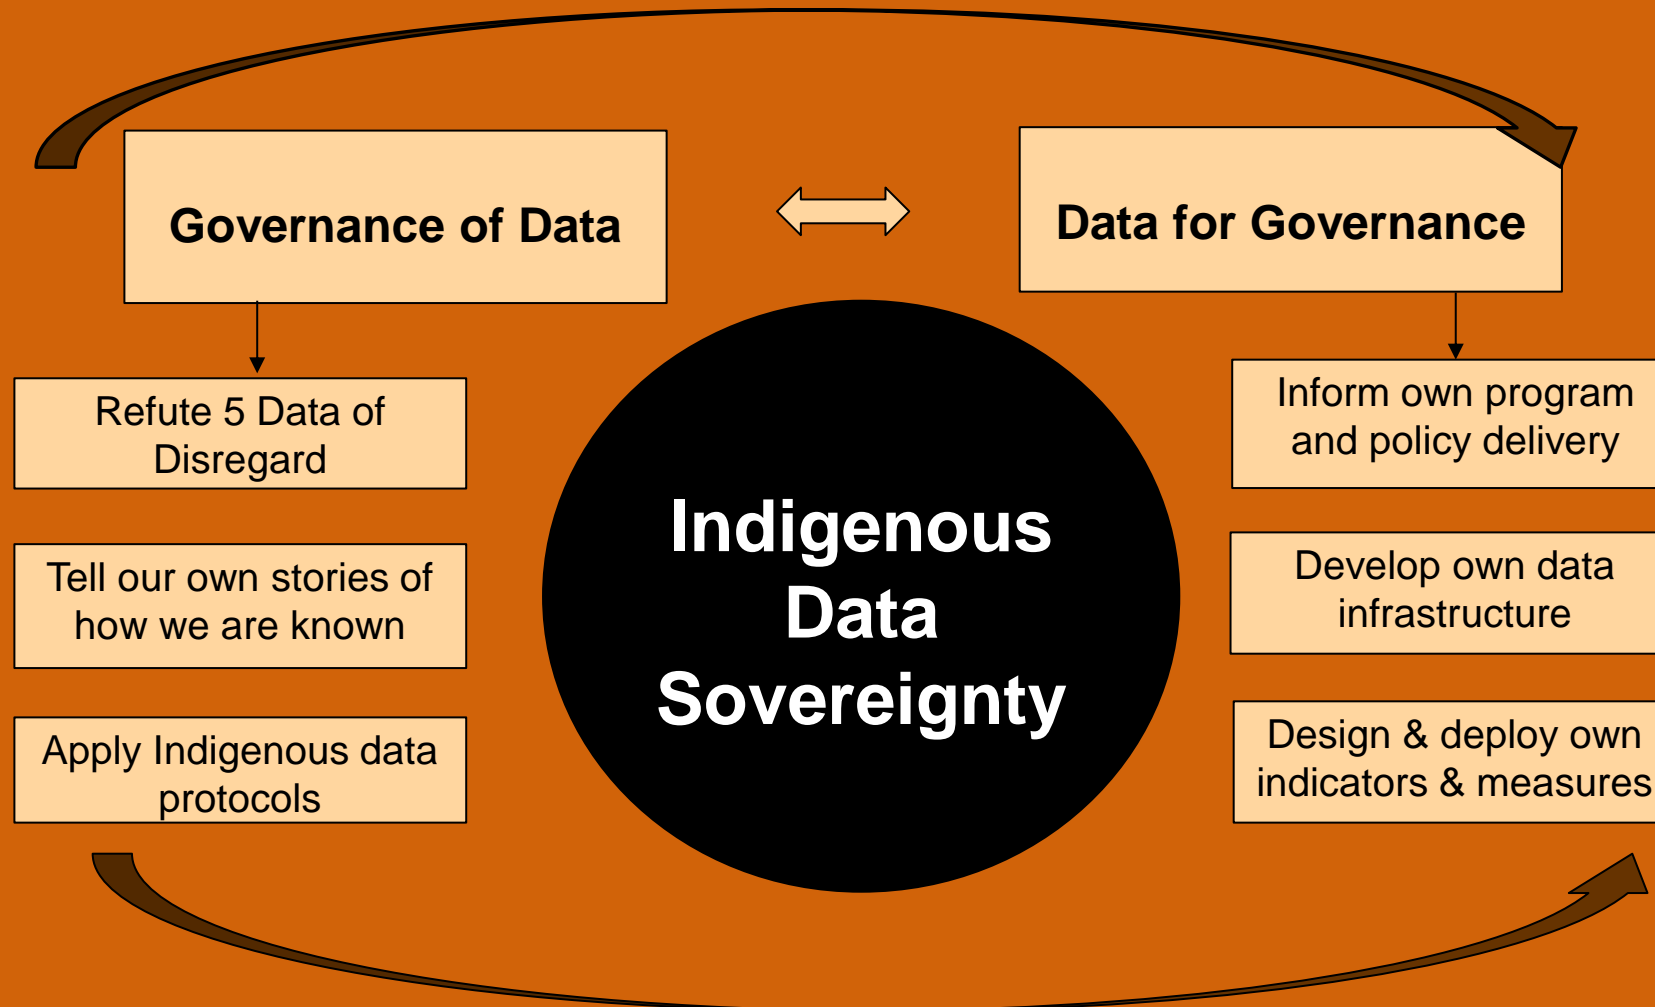 Governance of Data
Data for Governance
Refute 5 Data of
Disregard
Tell our own stories of
how we are known
Apply Indigenous data
protocols
Indigenous
Data
Sovereignty
Inform own program
and policy delivery
Develop own data
infrastructure
Design & deploy own
indicators & measures